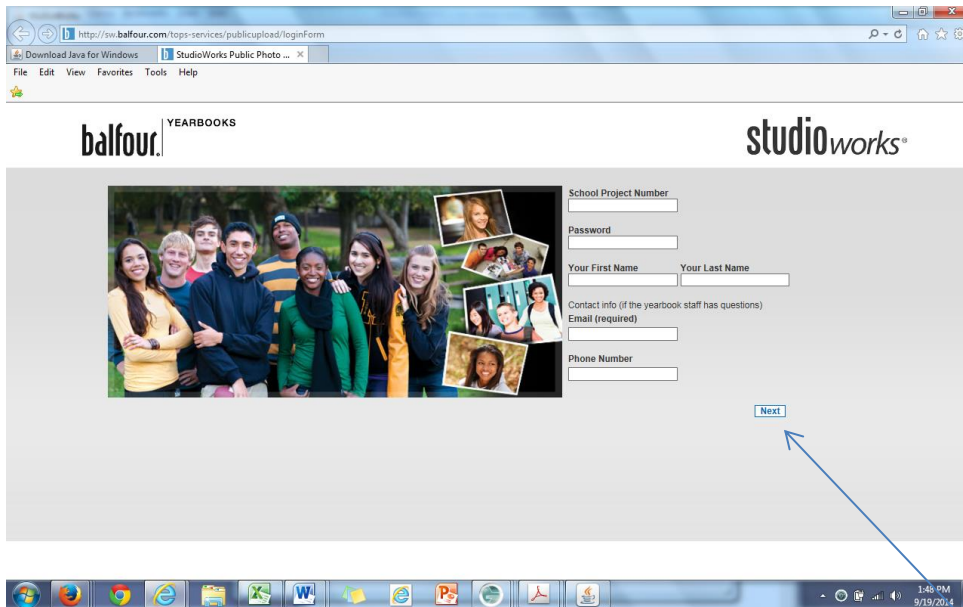 http://sw.balfour.com/tops-services/publicupload/loginForm
Download Java for Windows
StudioWorks Public Photo ...
File Edit View Favorites Tools Help
balfour. YEARBOOKS
studioworks®
School Project Number
Password
Your First Name Your Last Name
Contact info (if the yearbook staff has questions)
Email (required)
Phone Number
Next
1:48 PM
9/19/2014